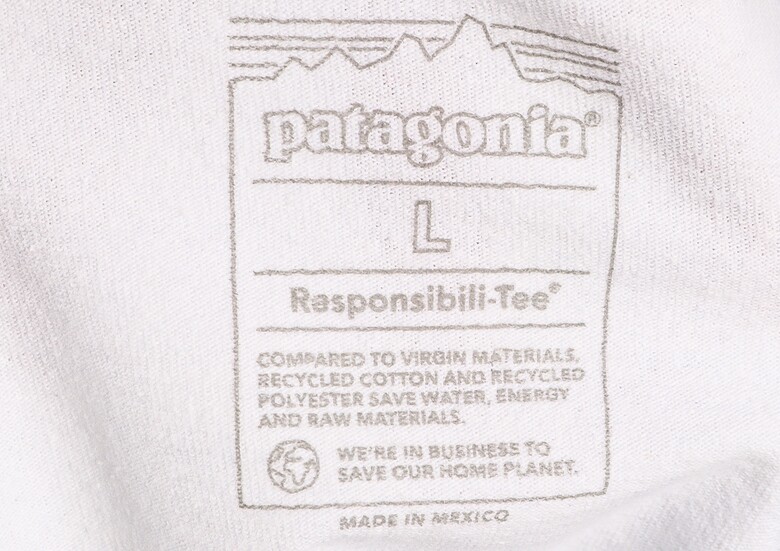 patagonia®
L
Responsibili-Tee®
COMPARED TO VIRGIN MATERIALS,
RECYCLED COTTON AND RECYCLED
POLYESTER SAVE WATER, ENERGY
AND RAW MATERIALS.
WE'RE IN BUSINESS TO
SAVE OUR HOME PLANET.
MADE IN MEXICO